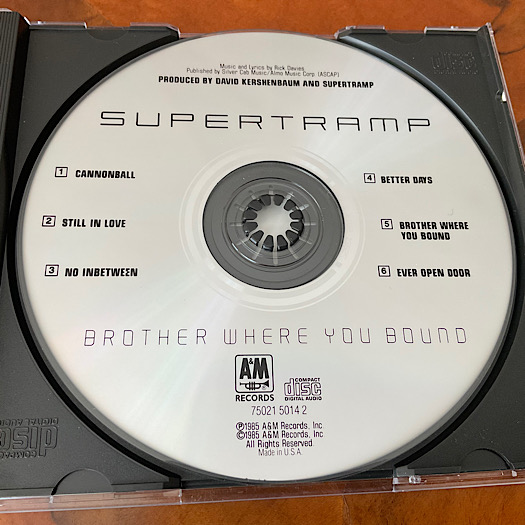 Music and Lyrics by Rick Davies.
Published by Silver Cab Music/Almo Music Corp. (ASCAP)
PRODUCED BY DAVID KERSHENBAUM AND SUPERTRAMP
SUPERTRAMP
1 CANNONBALL
2 STILL IN LOVE
3 NO INBETWEEN
4 BETTER DAYS
5 BROTHER WHERE
YOU BOUND
6 EVER OPEN DOOR
BROTHER WHERE YOU BOUND
A&M
RECORDS
COMPACT
disc
DIGITAL AUDIO
75021 5014 2
℗1985 A&M Records, Inc
©1985 A&M Records, Inc
All Rights Reserved.
Made in U.S.A.